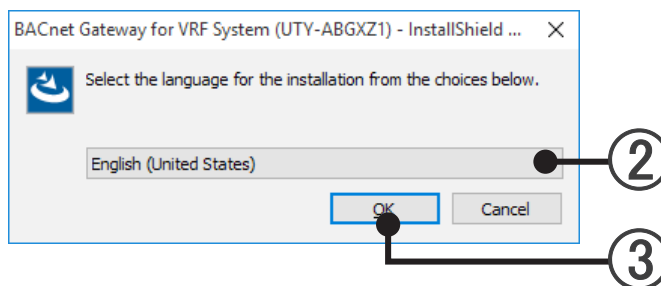 BACnet Gateway for VRF System (UTY-ABGXZ1) - InstallShield ...
Select the language for the installation from the choices below.
English (United States)
②
OK
Cancel
③